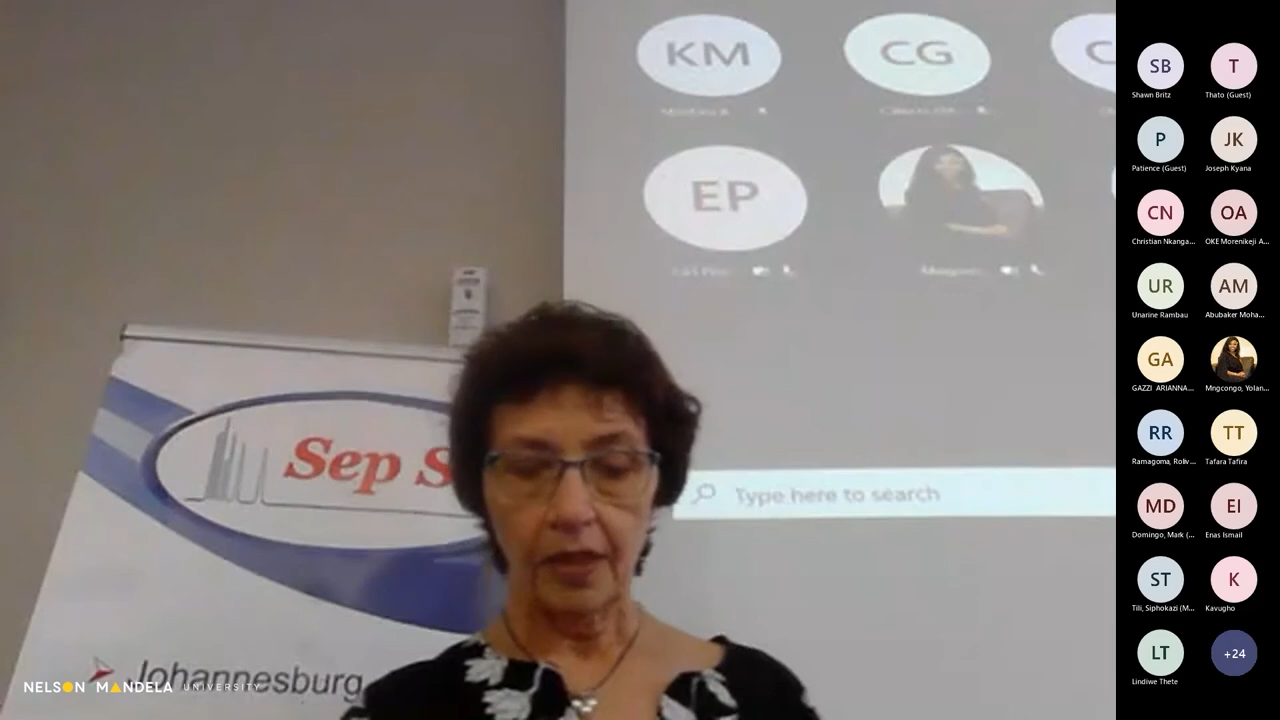 KM
CG
EP
Type here to search
Sep S
Johannesburg
NELSON MANDELA UNIVERSITY
SB
Shawn Britz
T
Thato (Guest)
P
Patience (Guest)
JK
Joseph Kyana
CN
Christian Nkanga...
OA
OKE Morenikeji A...
UR
Unarine Rambau
AM
Abubaker Moha...
GA
GAZZI ARIANNA...
Mngcongo, Yolan...
RR
Ramagoma, Roliv...
TT
Tafara Tafira
MD
Domingo, Mark (...
EI
Enas Ismail
ST
Tili, Siphokazi (M...
K
Kavugho
LT
Lindiwe Thete
+24